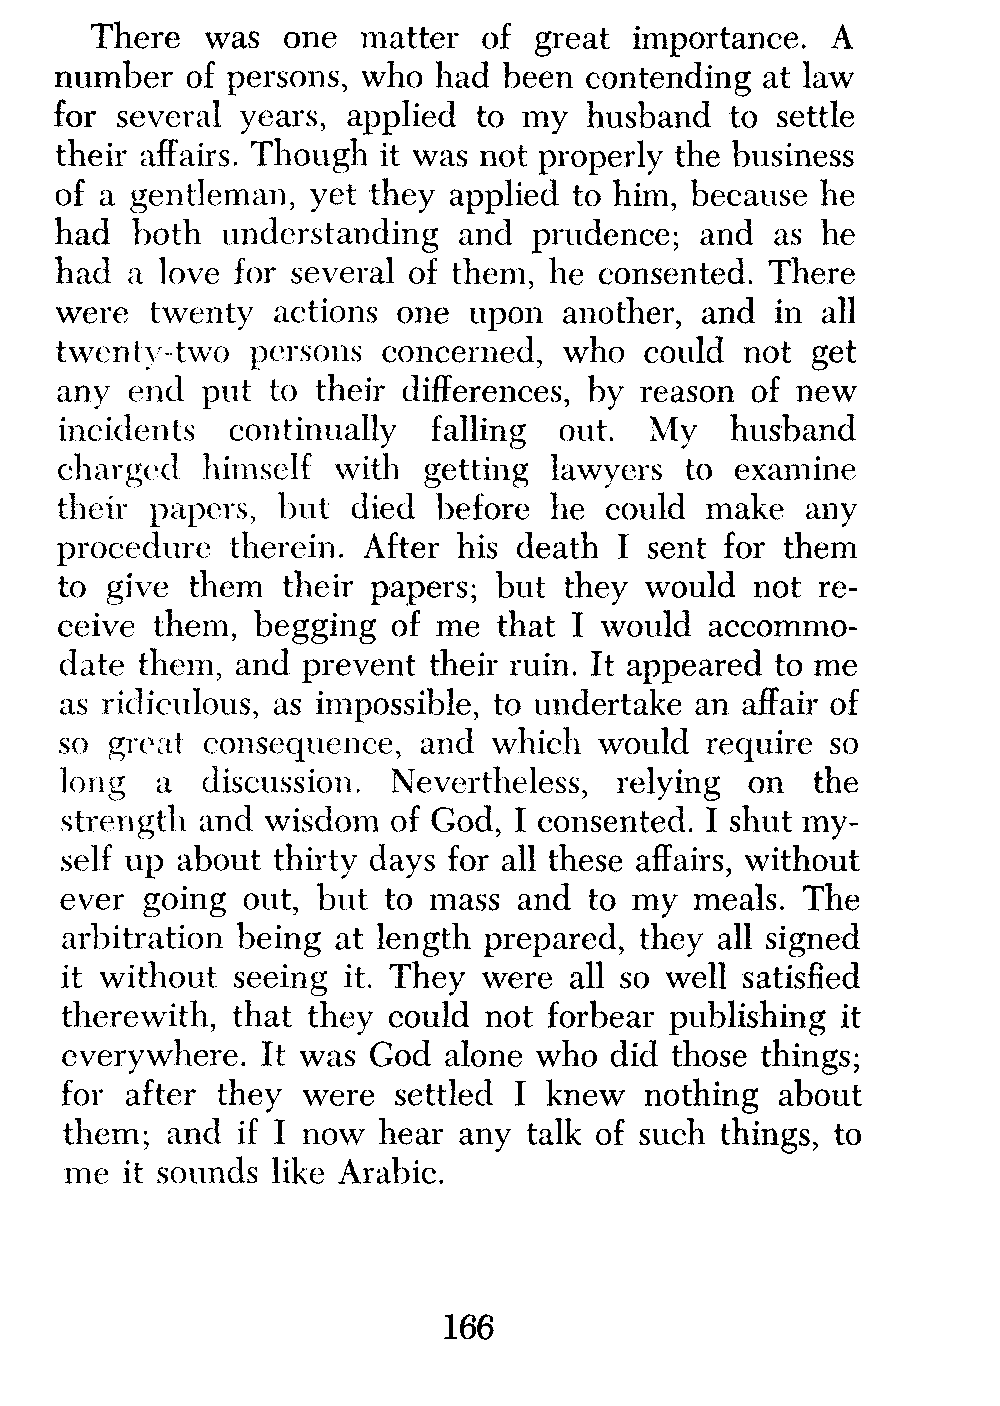 There was one matter of great importance. A
number of persons, who had been contending at law
for several years, applied to my husband to settle
their affairs. Though it was not properly the business
of a gentleman, yet they applied to him, because he
had both understanding and prudence; and as he
had a love for several of them, he consented. There
were twenty actions one upon another, and in all
twenty-two persons concerned, who could not get
any end put to their differences, by reason of new
incidents continually falling out. My husband
charged himself with getting lawyers to examine
their papers, but died before he could make any
procedure therein. After his death I sent for them
to give them their papers; but they would not re-
ceive them, begging of me that I would accommo-
date them, and prevent their ruin. It appeared to me
as ridiculous, as impossible, to undertake an affair of
so great consequence, and which would require so
long a discussion. Nevertheless, relying on the
strength and wisdom of God, I consented. I shut my-
self up about thirty days for all these affairs, without
ever going out, but to mass and to my meals. The
arbitration being at length prepared, they all signed
it without seeing it. They were all so well satisfied
therewith, that they could not forbear publishing it
everywhere. It was God alone who did those things;
for after they were settled I knew nothing about
them; and if I now hear any talk of such things, to
me it sounds like Arabic.
166